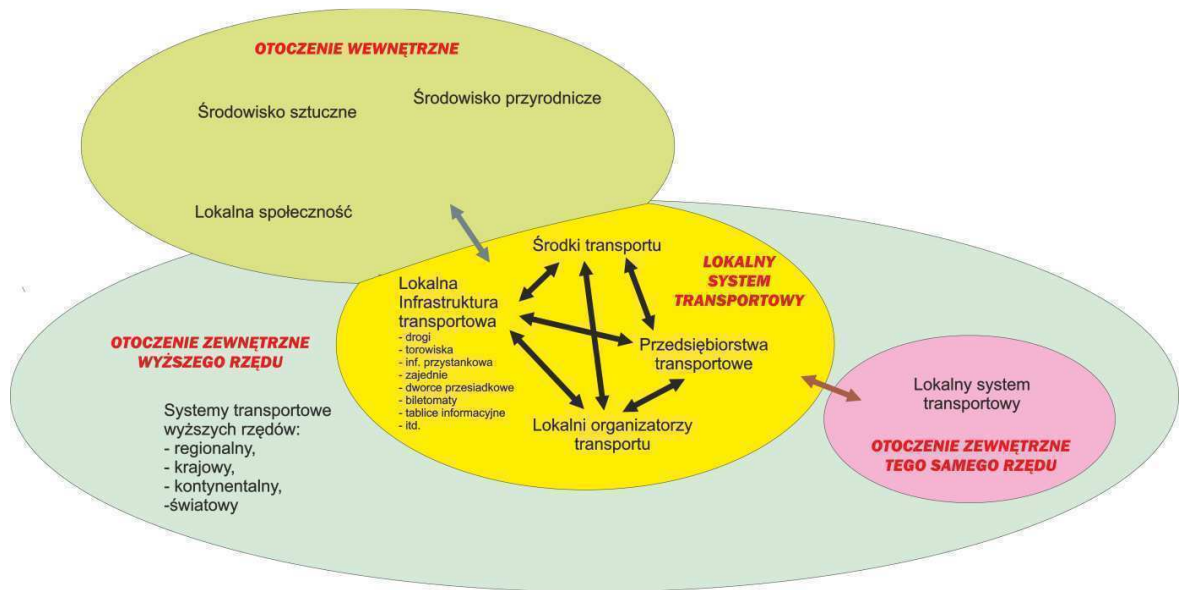 OTOCZENIE WEWNĘTRZNE
Środowisko sztuczne
Środowisko przyrodnicze
Lokalna społeczność
Środki transportu
LOKALNY
SYSTEM
TRANSPORTOWY
Lokalna
Infrastruktura
transportowa
- drogi
- torowiska
- inf. przystankowa
- zajednie
- dworce przesiadkowe
- biletomaty
- tablice informacyjne
- itd.
Przedsiębiorstwa
transportowe
Lokalni organizatorzy
transportu
OTOCZENIE ZEWNĘTRZNE
WYŻSZEGO RZĘDU
Systemy transportowe
wyższych rzędów:
- regionalny,
- krajowy,
- kontynentalny,
-światowy
Lokalny system
transportowy
OTOCZENIE ZEWNĘTRZNE
TEGO SAMEGO RZĘDU